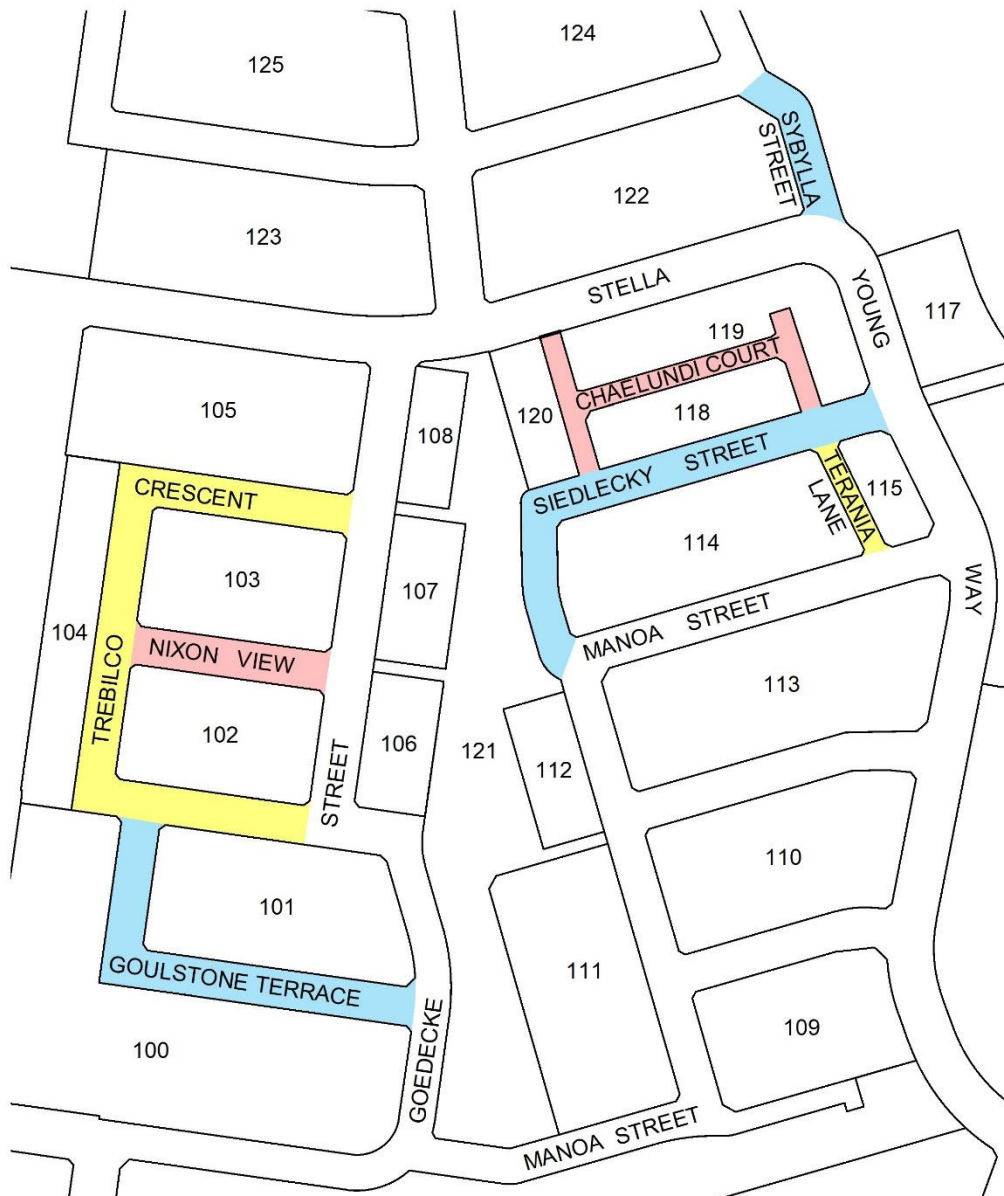 124
125
SYBYLLA
STREET
122
123
STELLA
YOUNG
117
119
CHAELUNDI COURT
120
118
105
108
SIEDLECKY STREET
TERANIA
LANE
115
CRESCENT
114
103
107
WAY
MANOA STREET
104
NIXON VIEW
TREBILCO
113
102
106
121
112
STREET
110
101
GOULSTONE TERRACE
111
109
100
GOEDECKE
MANOA STREET